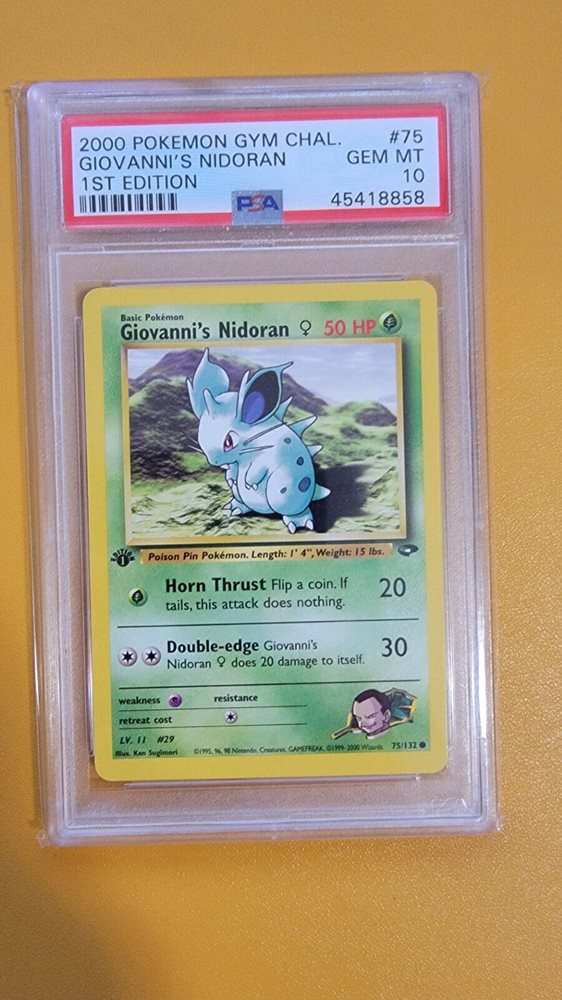 2000 POKEMON GYM CHAL. #75
GIOVANNI'S NIDORAN GEM MT
1ST EDITION 10
PSA 45418858
Basic Pokémon
Giovanni's Nidoran ♀ 50 HP
EDITION
1
Poison Pin Pokémon. Length: 1' 4", Weight: 15 lbs.
Horn Thrust Flip a coin. If 20
tails, this attack does nothing.
Double-edge Giovanni's 30
Nidoran ♀ does 20 damage to itself.
weakness resistance
retreat cost
LV. 11 #29
Illus. Ken Sugimori ©1995, 96, 98 Nintendo, Creatures, GAMEFREAK. ©1999-2000 Wizards. 75/132